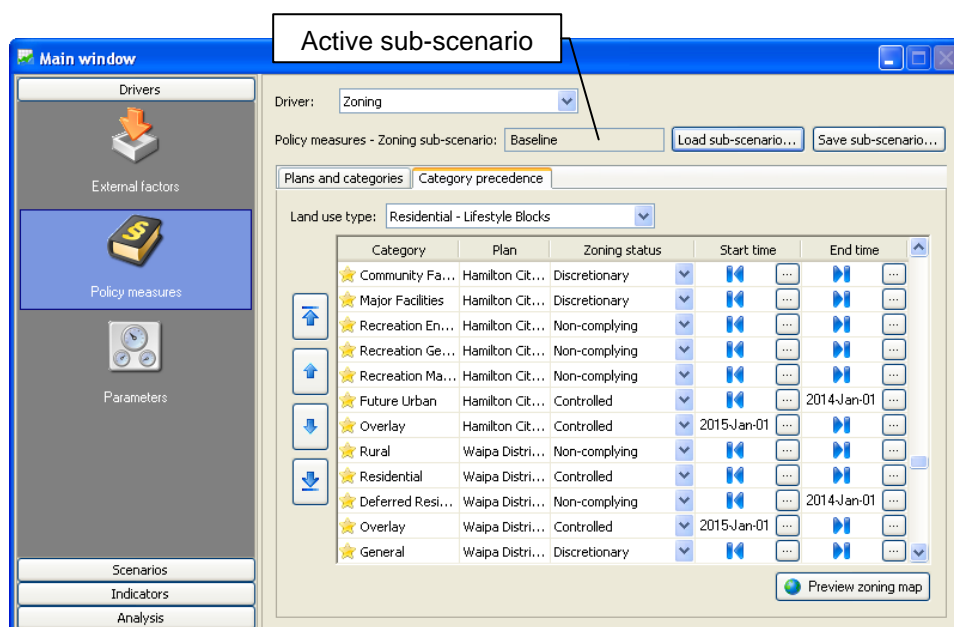 Active sub-scenario
Main window
Drivers
External factors
Policy measures
Parameters
Scenarios
Indicators
Analysis
Driver: Zoning
Policy measures - Zoning sub-scenario: Baseline Load sub-scenario... Save sub-scenario...
Plans and categories Category precedence
Land use type: Residential - Lifestyle Blocks
Category Plan Zoning status Start time End time
Community Fa... Hamilton Cit... Discretionary ... ...
Major Facilities Hamilton Cit... Discretionary ... ...
Recreation En... Hamilton Cit... Non-complying ... ...
Recreation Ge... Hamilton Cit... Non-complying ... ...
Recreation Ma... Hamilton Cit... Non-complying ... ...
Future Urban Hamilton Cit... Controlled ... 2014-Jan-01 ...
Overlay Hamilton Cit... Controlled 2015-Jan-01 ... ...
Rural Waipa Distri... Non-complying ... ...
Residential Waipa Distri... Controlled ... ...
Deferred Resi... Waipa Distri... Non-complying ... 2014-Jan-01 ...
Overlay Waipa Distri... Controlled 2015-Jan-01 ... ...
General Waipa Distri... Discretionary ... ...
Preview zoning map